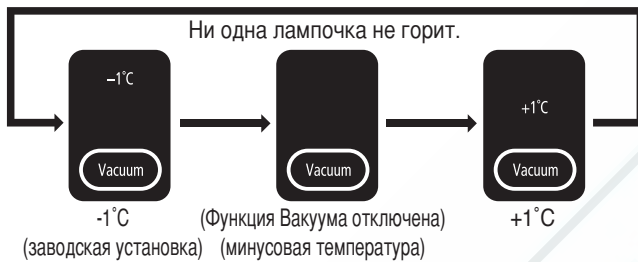 Ни одна лампочка не горит.
–1˚C
+1˚C
Vacuum
Vacuum
Vacuum
-1˚C
(Функция Вакуума отключена)
+1˚C
(заводская установка)
(минусовая температура)